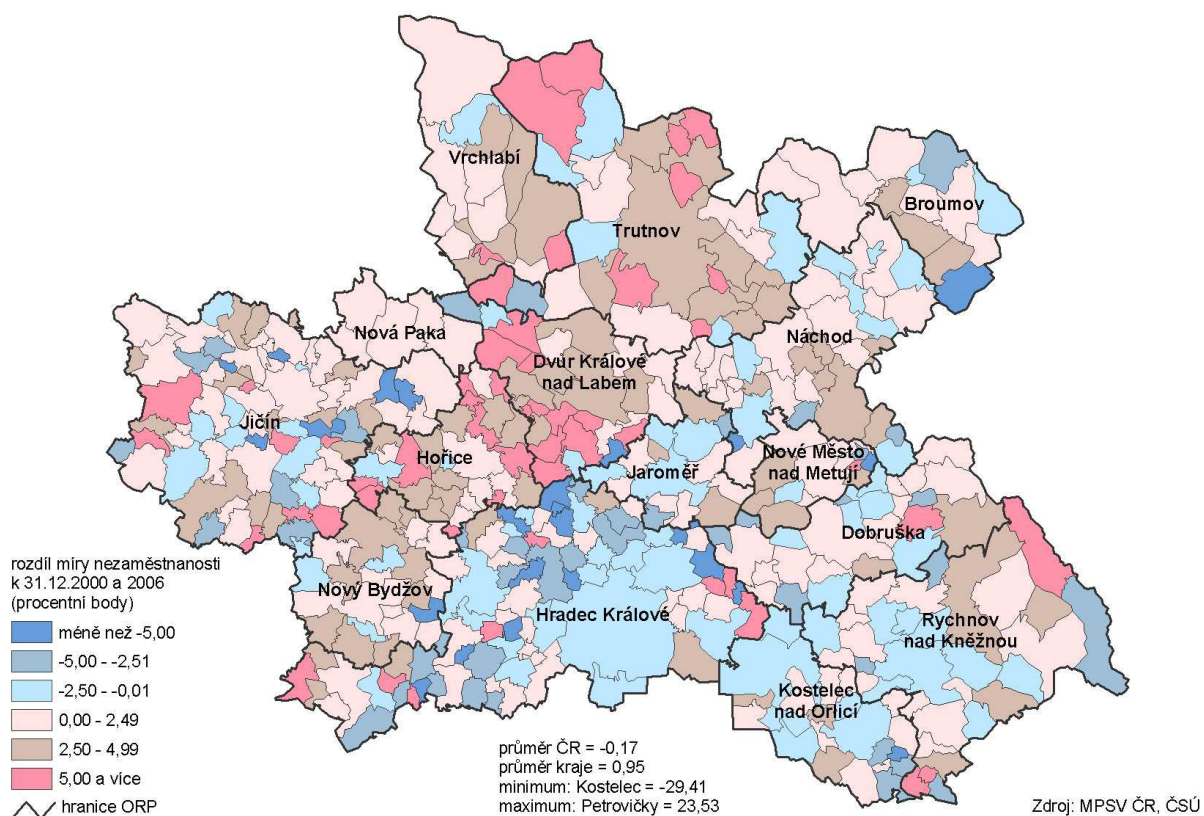 Vrchlabí
Broumov
Trutnov
Nová Paka
Náchod
Dvůr Králové
nad Labem
Jičín
Hořice
Jaroměř
Nové Město
nad Metují
Dobruška
Nový Bydžov
Hradec Králové
Rychnov
nad Kněžnou
Kostelec
nad Orlicí
rozdíl míry nezaměstnanosti
k 31.12.2000 a 2006
(procentní body)
méně než -5,00
-5,00 - -2,51
-2,50 - -0,01
0,00 - 2,49
2,50 - 4,99
5,00 a více
hranice ORP
průměr ČR = -0,17
průměr kraje = 0,95
minimum: Kostelec = -29,41
maximum: Petrovičky = 23,53
Zdroj: MPSV ČR, ČSÚ